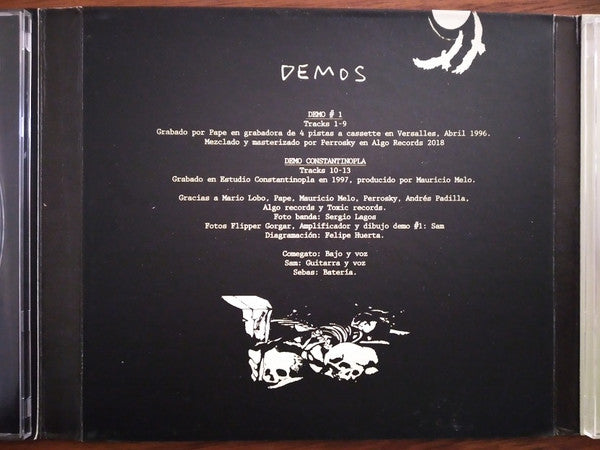 DEMOS
DEMO # 1
Tracks 1-9
Grabado por Pape en grabadora de 4 pistas a cassette en Versalles, Abril 1996.
Mezclado y masterizado por Perrosky en Algo Records 2018
DEMO CONSTANTINOPLA
Tracks 10-13
Grabado en Estudio Constantinopla en 1997, producido por Mauricio Melo.
Gracias a Mario Lobo, Pape, Mauricio Melo, Perrosky, Andrés Padilla,
Algo records y Toxic records.
Foto banda: Sergio Lagos
Fotos Flipper Gorgar, Amplificador y dibujo demo #1: Sam
Diagramación: Felipe Huerta.
Comegato: Bajo y voz
Sam: Guitarra y voz
Sebas: Batería.